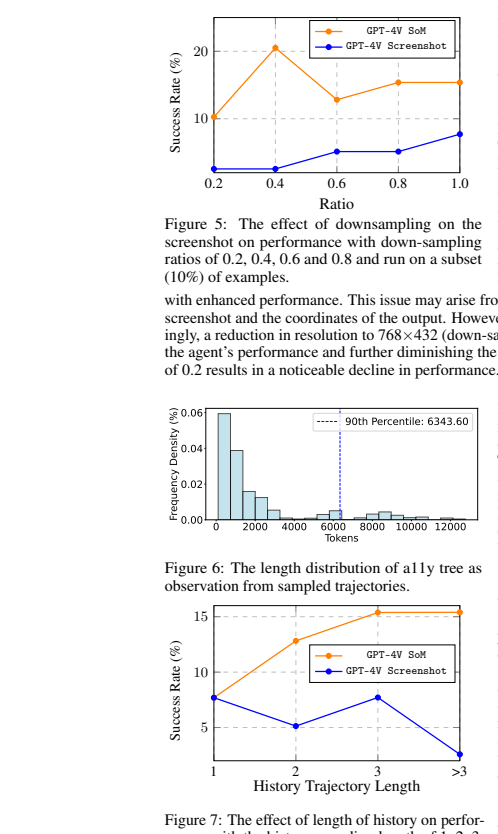 GPT-4V SoM
GPT-4V Screenshot
20
10
Success Rate (%)
0.2 0.4 0.6 0.8 1.0
Ratio
Figure 5: The effect of downsampling on the
screenshot on performance with down-sampling
ratios of 0.2, 0.4, 0.6 and 0.8 and run on a subset
(10%) of examples.
with enhanced performance. This issue may arise fro
screenshot and the coordinates of the output. Howeve
ingly, a reduction in resolution to 768×432 (down-sa
the agent's performance and further diminishing the
of 0.2 results in a noticeable decline in performance.
90th Percentile: 6343.60
0.06
0.04
0.02
0.00
Frequency Density (%)
0 2000 4000 6000 8000 10000 12000
Tokens
Figure 6: The length distribution of a11y tree as
observation from sampled trajectories.
GPT-4V SoM
GPT-4V Screenshot
15
10
5
Success Rate (%)
1 2 3 >3
History Trajectory Length
Figure 7: The effect of length of history on perfor-